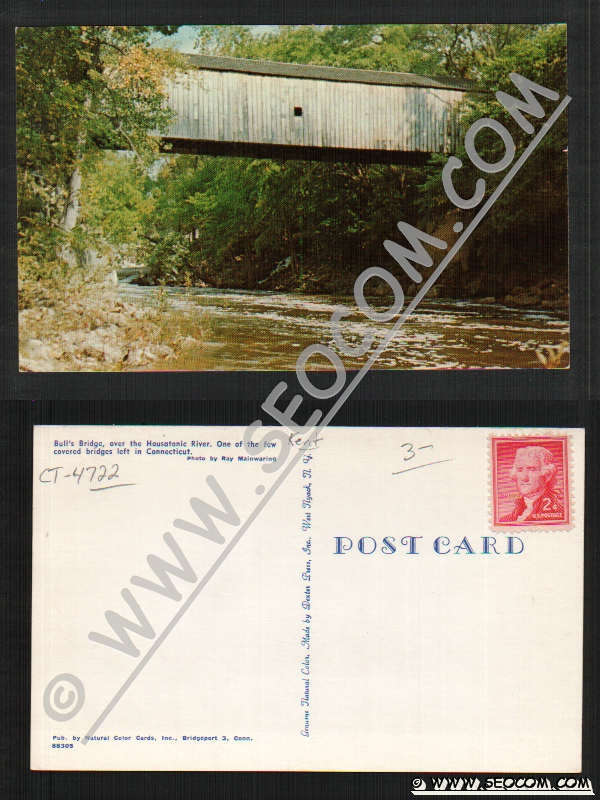 © WWW.SEOCOM.COM
Bull's Bridge, over the Housatonic River. One of the few
covered bridges left in Connecticut.
Photo by Ray Mainwaring
CT-4722
Kent
3-
2¢
U.S. POSTAGE
POST CARD
Genuine Natural Color. Made by Dexter Press, Inc. West Nyack, N. Y.
Pub. by Natural Color Cards, Inc., Bridgeport 3, Conn.
88305
© WWW.SEOCOM.COM